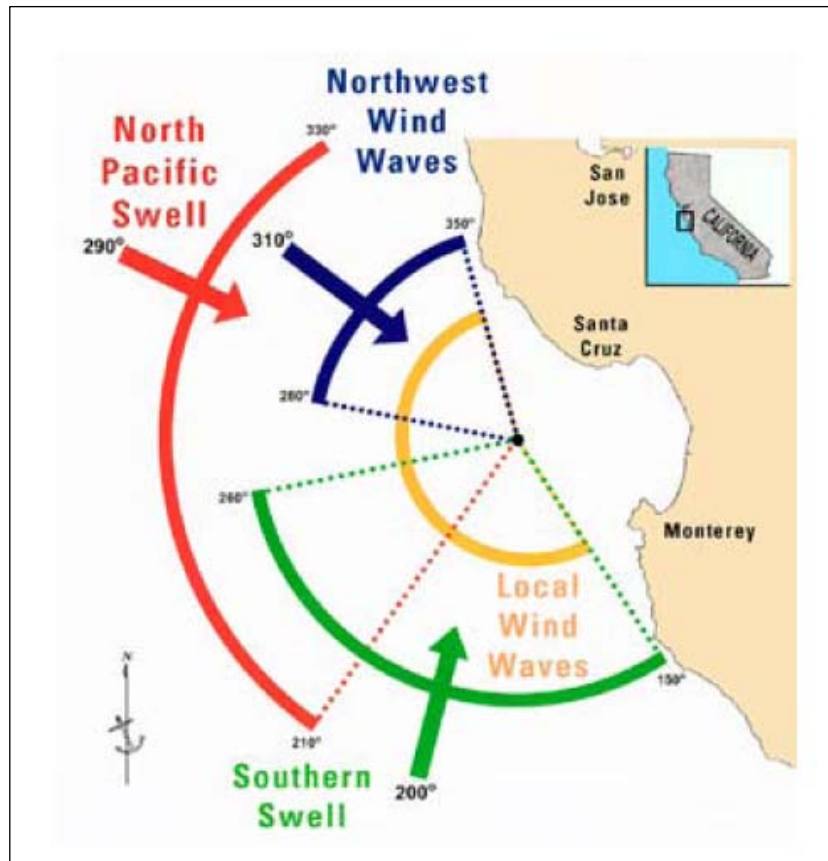 Northwest
Wind
Waves
North
Pacific
Swell
330°
San
Jose
CALIFORNIA
350°
310°
290°
Santa
Cruz
280°
260°
Monterey
Local
Wind
Waves
N
150°
210°
Southern
Swell
200°